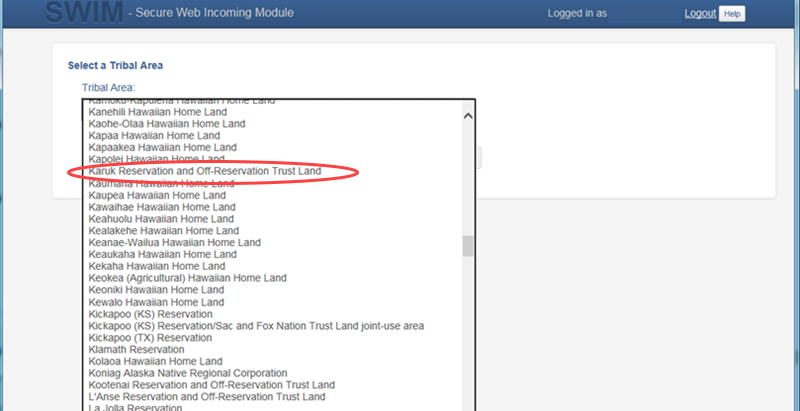 SWIM - Secure Web Incoming Module
Logged in as
Logout
Help
Select a Tribal Area
Tribal Area:
Kamoku-Kapulena Hawaiian Home Land
Kanehili Hawaiian Home Land
Kaohe-Olaa Hawaiian Home Land
Kapaa Hawaiian Home Land
Kapaakea Hawaiian Home Land
Kapolei Hawaiian Home Land
Karuk Reservation and Off-Reservation Trust Land
Kaumana Hawaiian Home Land
Kaupea Hawaiian Home Land
Kawaihae Hawaiian Home Land
Keahuolu Hawaiian Home Land
Kealakehe Hawaiian Home Land
Keanae-Wailua Hawaiian Home Land
Keaukaha Hawaiian Home Land
Kekaha Hawaiian Home Land
Keokea (Agricultural) Hawaiian Home Land
Keoniki Hawaiian Home Land
Kewalo Hawaiian Home Land
Kickapoo (KS) Reservation
Kickapoo (KS) Reservation/Sac and Fox Nation Trust Land joint-use area
Kickapoo (TX) Reservation
Klamath Reservation
Kolaoa Hawaiian Home Land
Koniag Alaska Native Regional Corporation
Kootenai Reservation and Off-Reservation Trust Land
L'Anse Reservation and Off-Reservation Trust Land
La Jolla Reservation